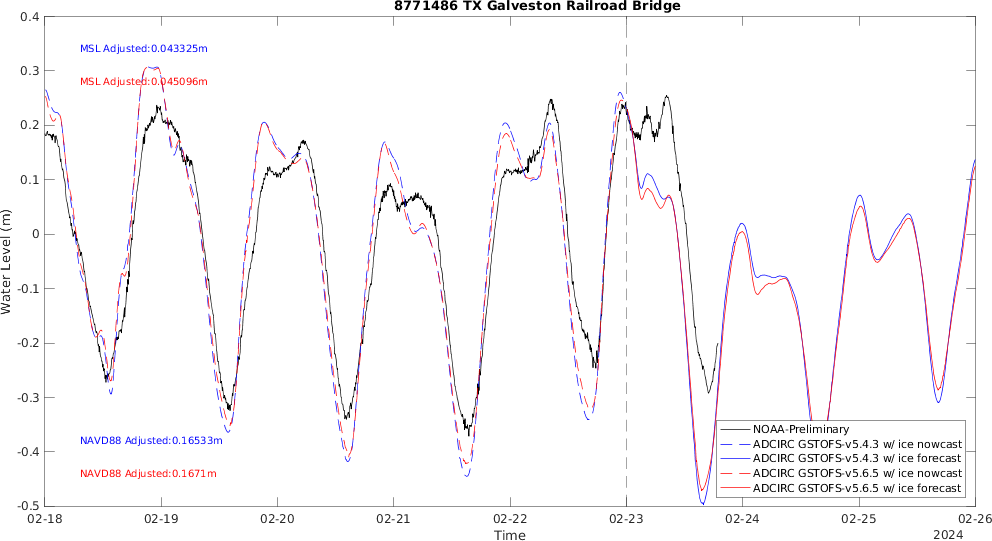 8771486 TX Galveston Railroad Bridge
0.4
0.3
0.2
0.1
0
-0.1
-0.2
-0.3
-0.4
-0.5
Water Level (m)
MSL Adjusted:0.043325m
MSL Adjusted:0.045096m
NAVD88 Adjusted:0.16533m
NAVD88 Adjusted:0.1671m
NOAA-Preliminary
ADCIRC GSTOFS-v5.4.3 w/ ice nowcast
ADCIRC GSTOFS-v5.4.3 w/ ice forecast
ADCIRC GSTOFS-v5.6.5 w/ ice nowcast
ADCIRC GSTOFS-v5.6.5 w/ ice forecast
02-18 02-19 02-20 02-21 02-22 02-23 02-24 02-25 02-26
Time
2024